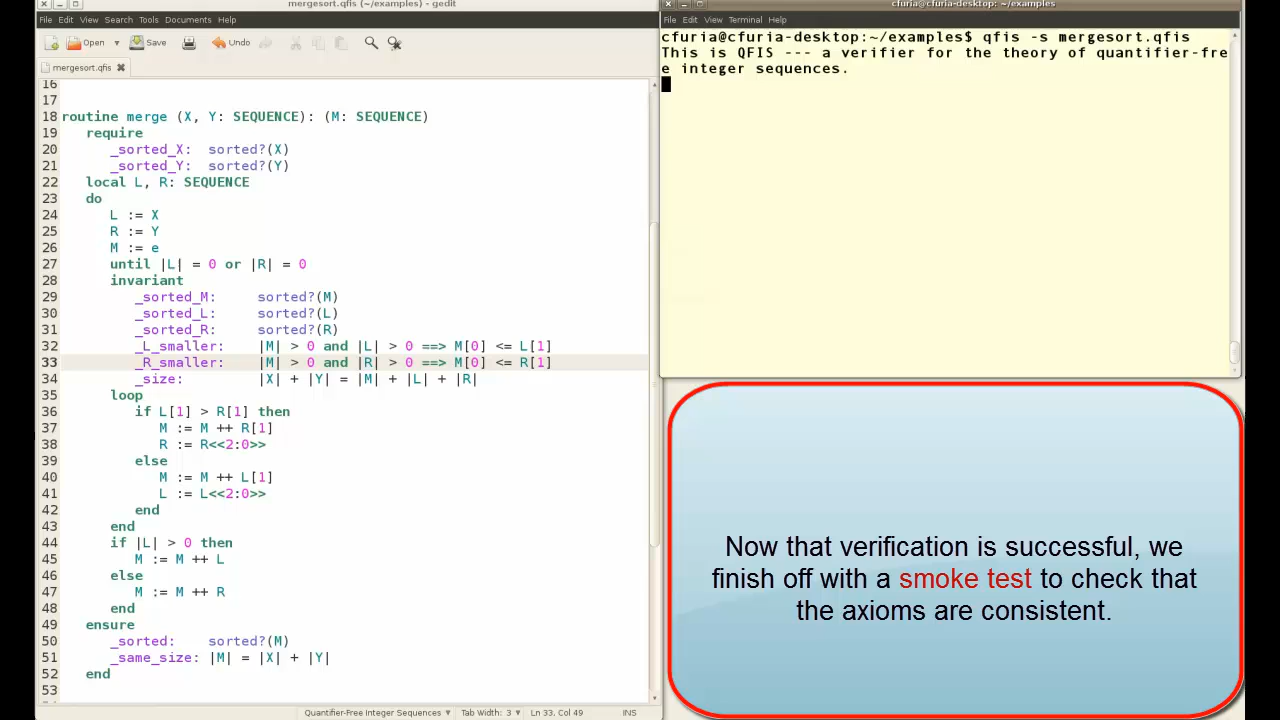 mergesort.qfis (~/examples) - gedit
File Edit View Search Tools Documents Help
Open Save Undo
mergesort.qfis
16
17
18 routine merge (X, Y: SEQUENCE): (M: SEQUENCE)
19 require
20 _sorted_X: sorted?(X)
21 _sorted_Y: sorted?(Y)
22 local L, R: SEQUENCE
23 do
24 L := X
25 R := Y
26 M := e
27 until |L| = 0 or |R| = 0
28 invariant
29 _sorted_M: sorted?(M)
30 _sorted_L: sorted?(L)
31 _sorted_R: sorted?(R)
32 _L_smaller: |M| > 0 and |L| > 0 ==> M[0] <= L[1]
33 _R_smaller: |M| > 0 and |R| > 0 ==> M[0] <= R[1]
34 _size: |X| + |Y| = |M| + |L| + |R|
35 loop
36 if L[1] > R[1] then
37 M := M ++ R[1]
38 R := R<<2:0>>
39 else
40 M := M ++ L[1]
41 L := L<<2:0>>
42 end
43 end
44 if |L| > 0 then
45 M := M ++ L
46 else
47 M := M ++ R
48 end
49 ensure
50 _sorted: sorted?(M)
51 _same_size: |M| = |X| + |Y|
52 end
53
Quantifier-Free Integer Sequences Tab Width: 3 Ln 33, Col 49 INS
cfuria@cfuria-desktop: ~/examples
File Edit View Terminal Help
cfuria@cfuria-desktop:~/examples$ qfis -s mergesort.qfis
This is QFIS --- a verifier for the theory of quantifier-fre
e integer sequences.
Now that verification is successful, we
finish off with a smoke test to check that
the axioms are consistent.